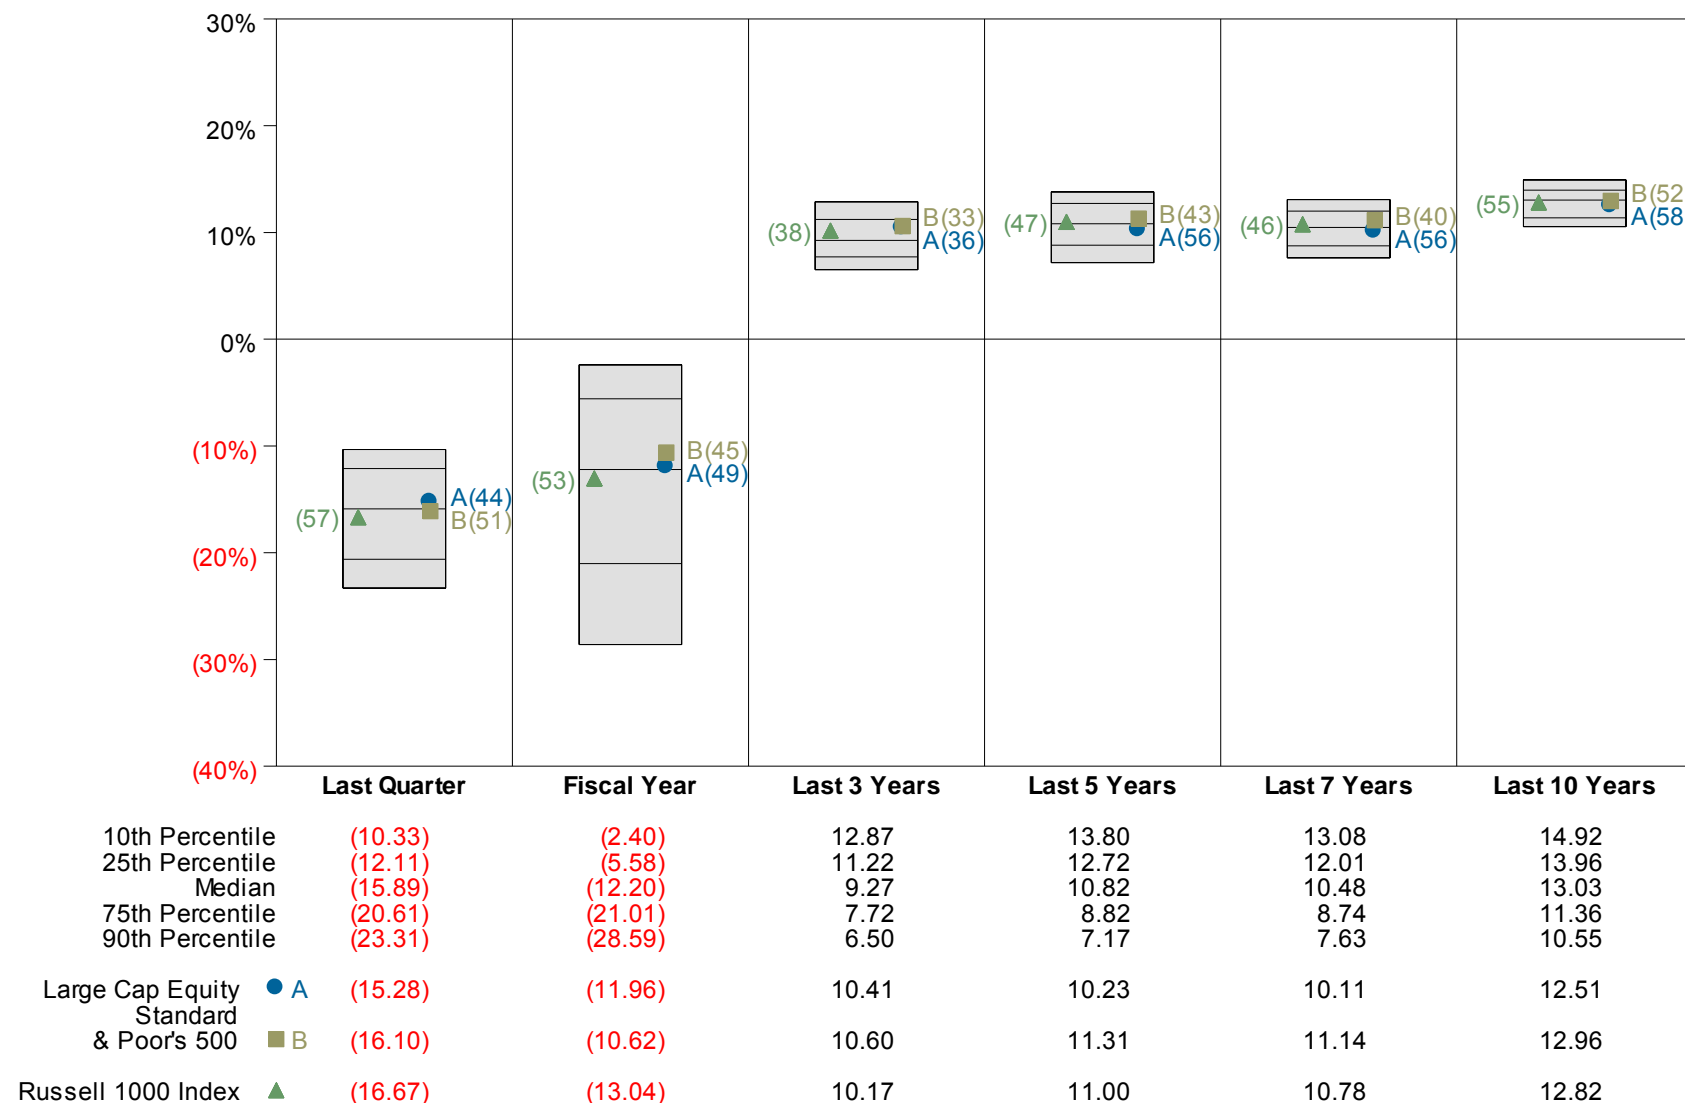 30%
20%
10%
0%
(10%)
(20%)
(30%)
(40%)
(57)
A(44)
B(51)
(53)
B(45)
A(49)
(38)
B(33)
A(36)
(47)
B(43)
A(56)
(46)
B(40)
A(56)
(55)
B(52
A(58
Last Quarter Fiscal Year Last 3 Years Last 5 Years Last 7 Years Last 10 Years
10th Percentile (10.33) (2.40) 12.87 13.80 13.08 14.92
25th Percentile (12.11) (5.58) 11.22 12.72 12.01 13.96
Median (15.89) (12.20) 9.27 10.82 10.48 13.03
75th Percentile (20.61) (21.01) 7.72 8.82 8.74 11.36
90th Percentile (23.31) (28.59) 6.50 7.17 7.63 10.55
Large Cap Equity A (15.28) (11.96) 10.41 10.23 10.11 12.51
Standard
& Poor's 500 B (16.10) (10.62) 10.60 11.31 11.14 12.96
Russell 1000 Index (16.67) (13.04) 10.17 11.00 10.78 12.82